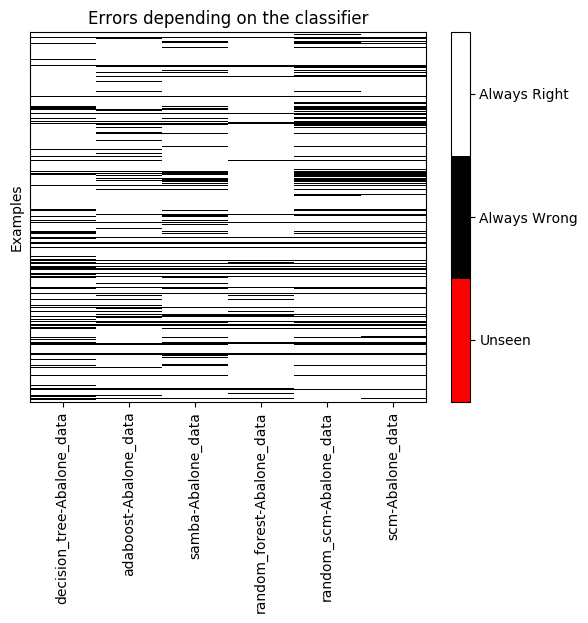 Errors depending on the classifier
Examples
Always Right
Always Wrong
Unseen
decision_tree-Abalone_data
adaboost-Abalone_data
samba-Abalone_data
random_forest-Abalone_data
random_scm-Abalone_data
scm-Abalone_data